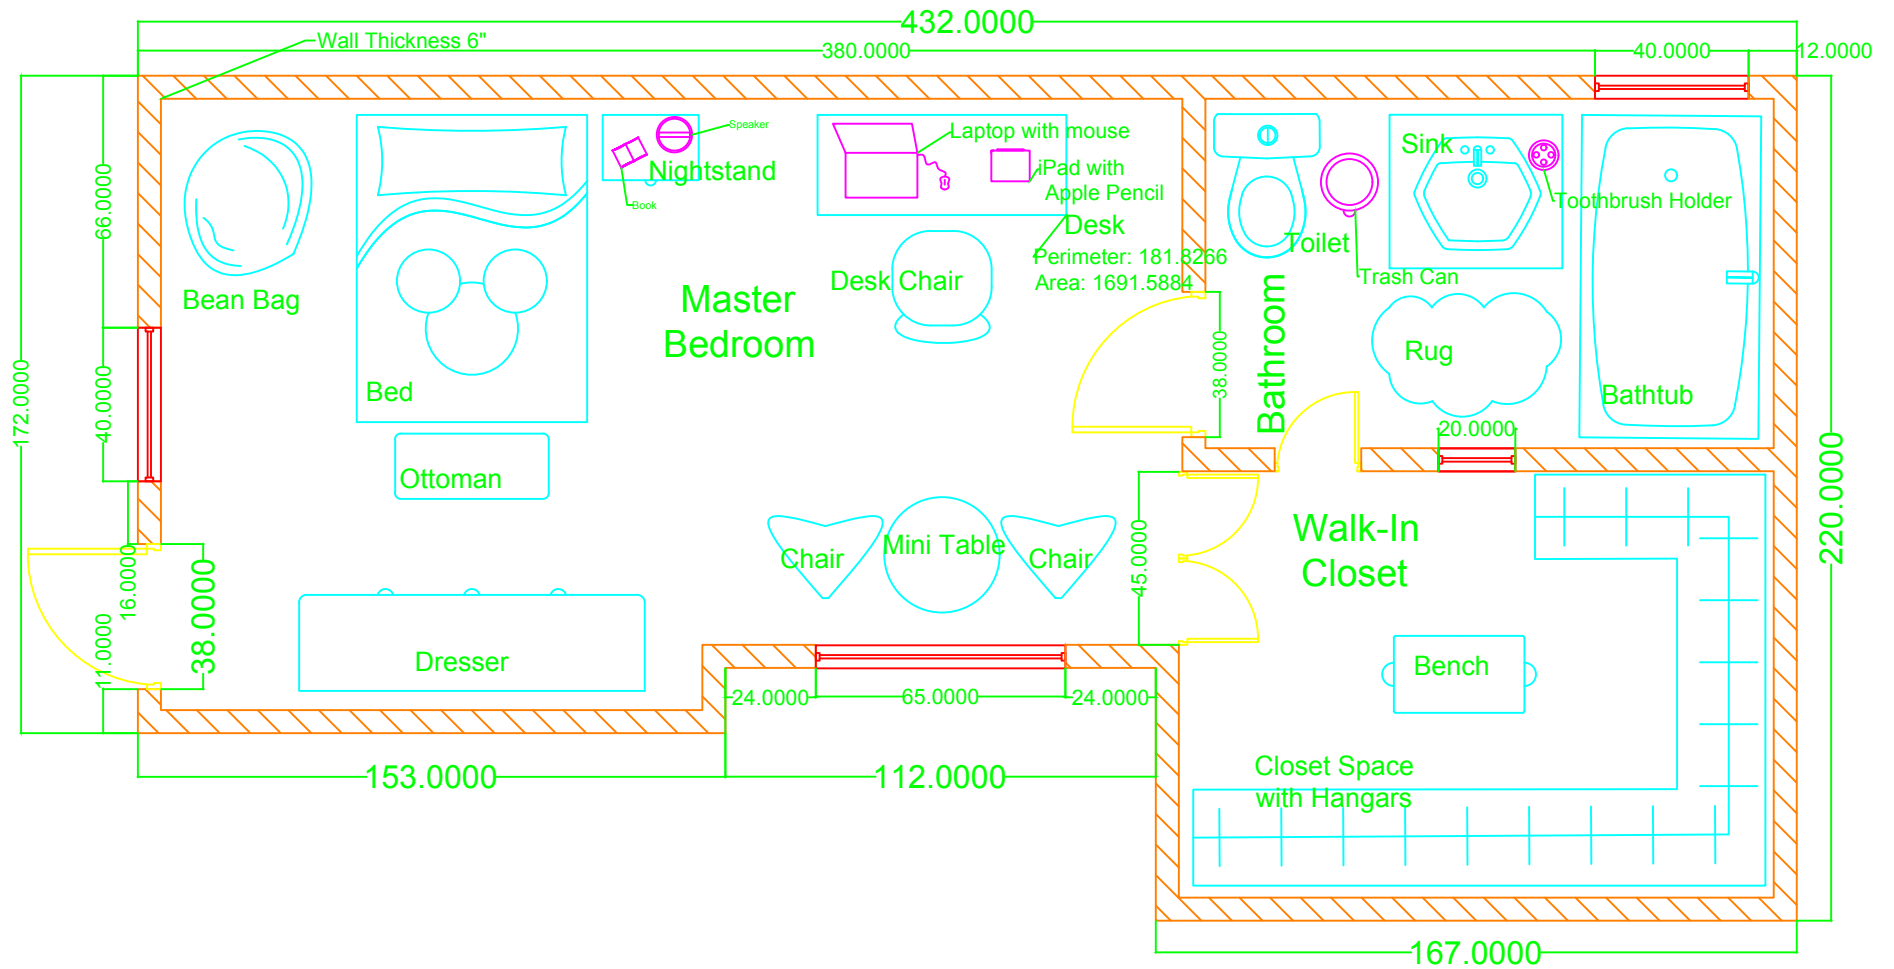 432.0000
Wall Thickness 6"
380.0000
40.0000
12.0000
Speaker
Nightstand
Book
Laptop with mouse
iPad with
Apple Pencil
Desk
Perimeter: 181.8266
Area: 1691.5884
Desk Chair
Sink
Toothbrush Holder
Toilet
Trash Can
66.0000
Bean Bag
Master
Bedroom
Bathroom
Rug
Bathtub
172.0000
40.0000
Bed
38.0000
20.0000
220.0000
Ottoman
16.0000
38.0000
11.0000
Chair
Mini Table
Chair
45.0000
Walk-In
Closet
Dresser
Bench
24.0000
65.0000
24.0000
Closet Space
with Hangars
153.0000
112.0000
167.0000